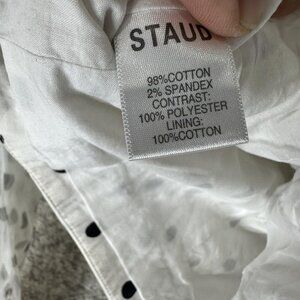 STAUD
98%COTTON
2% SPANDEX
CONTRAST:
100% POLYESTER
LINING:
100%COTTON